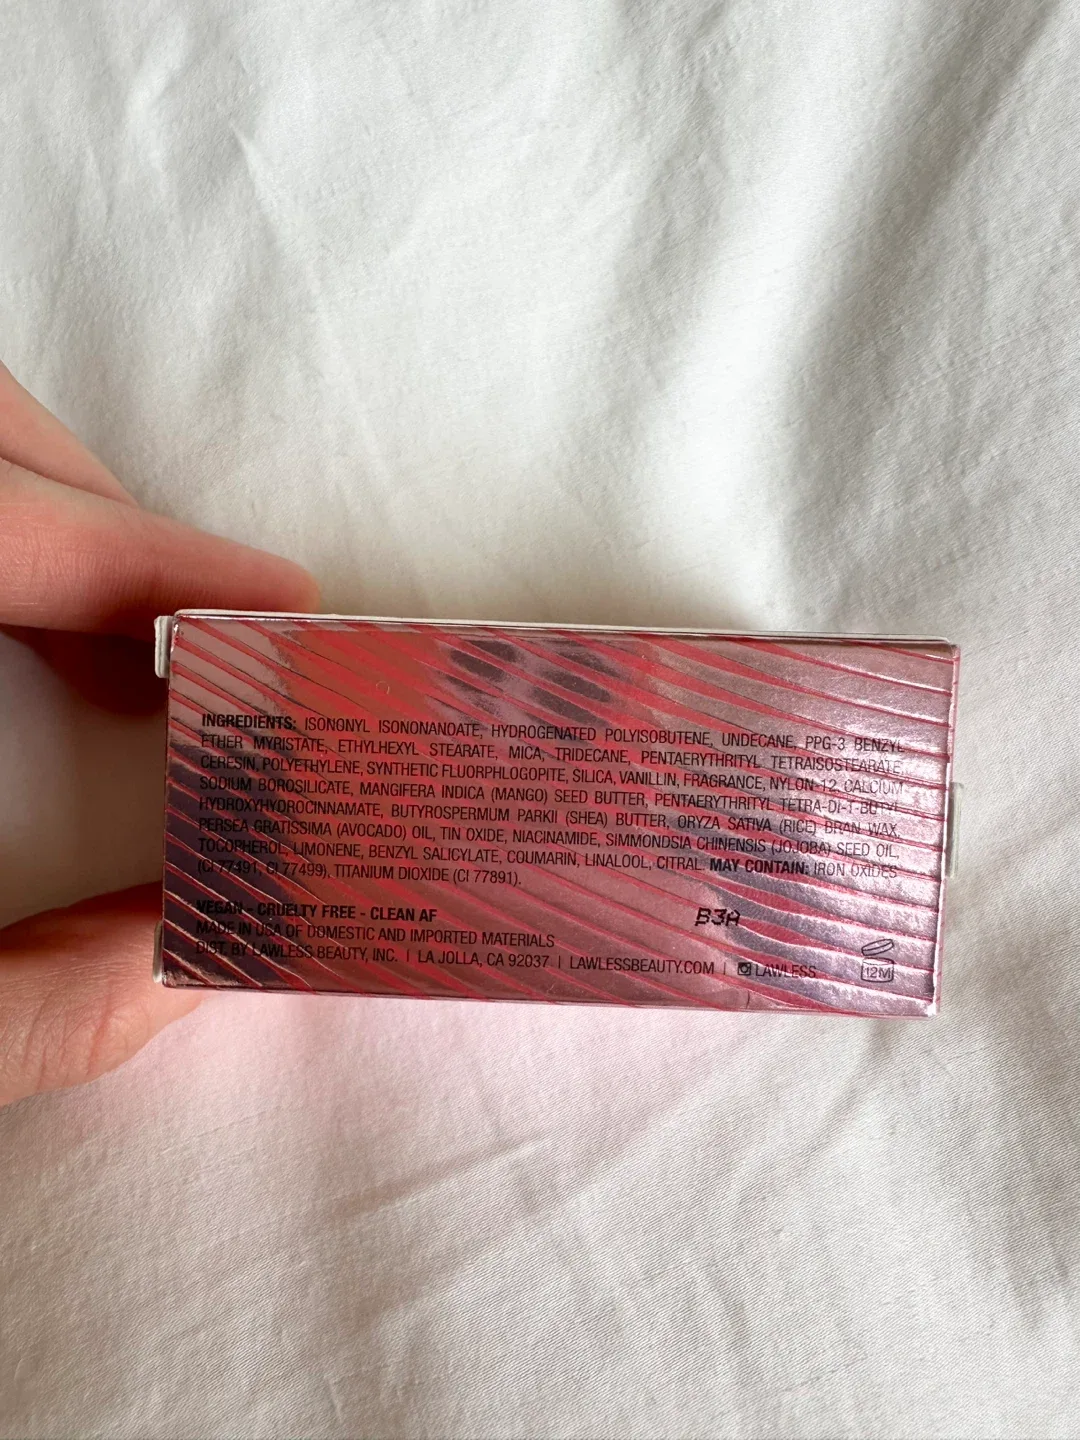 INGREDIENTS: ISONONYL ISONONANOATE, HYDROGENATED POLYISOBUTENE, UNDECANE, PPG-3 BENZYL
ETHER MYRISTATE, ETHYLHEXYL STEARATE, MICA, TRIDECANE, PENTAERYTHRITYL TETRAISOSTEARATE,
CERESIN, POLYETHYLENE, SYNTHETIC FLUORPHLOGOPITE, SILICA, VANILLIN, FRAGRANCE, NYLON-12, CALCIUM
SODIUM BOROSILICATE, MANGIFERA INDICA (MANGO) SEED BUTTER, PENTAERYTHRITYL TETRA-DI-T-BUTYL
HYDROXYHYDROCINNAMATE, BUTYROSPERMUM PARKII (SHEA) BUTTER, ORYZA SATIVA (RICE) BRAN WAX,
PERSEA GRATISSIMA (AVOCADO) OIL, TIN OXIDE, NIACINAMIDE, SIMMONDSIA CHINENSIS (JOJOBA) SEED OIL,
TOCOPHEROL, LIMONENE, BENZYL SALICYLATE, COUMARIN, LINALOOL, CITRAL. MAY CONTAIN: IRON OXIDES
(CI 77491, CI 77499), TITANIUM DIOXIDE (CI 77891).
VEGAN - CRUELTY FREE - CLEAN AF
B3A
MADE IN USA OF DOMESTIC AND IMPORTED MATERIALS
DIST. BY LAWLESS BEAUTY, INC. | LA JOLLA, CA 92037 | LAWLESSBEAUTY.COM | LAWLESS
12M